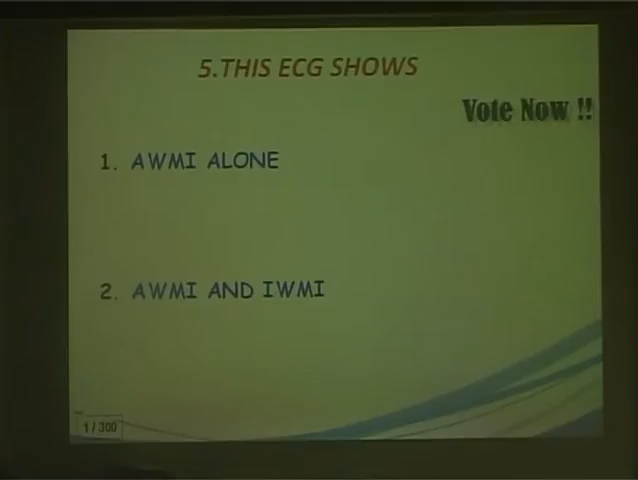 5.THIS ECG SHOWS
Vote Now !!
1. AWMI ALONE
2. AWMI AND IWMI
1 / 300